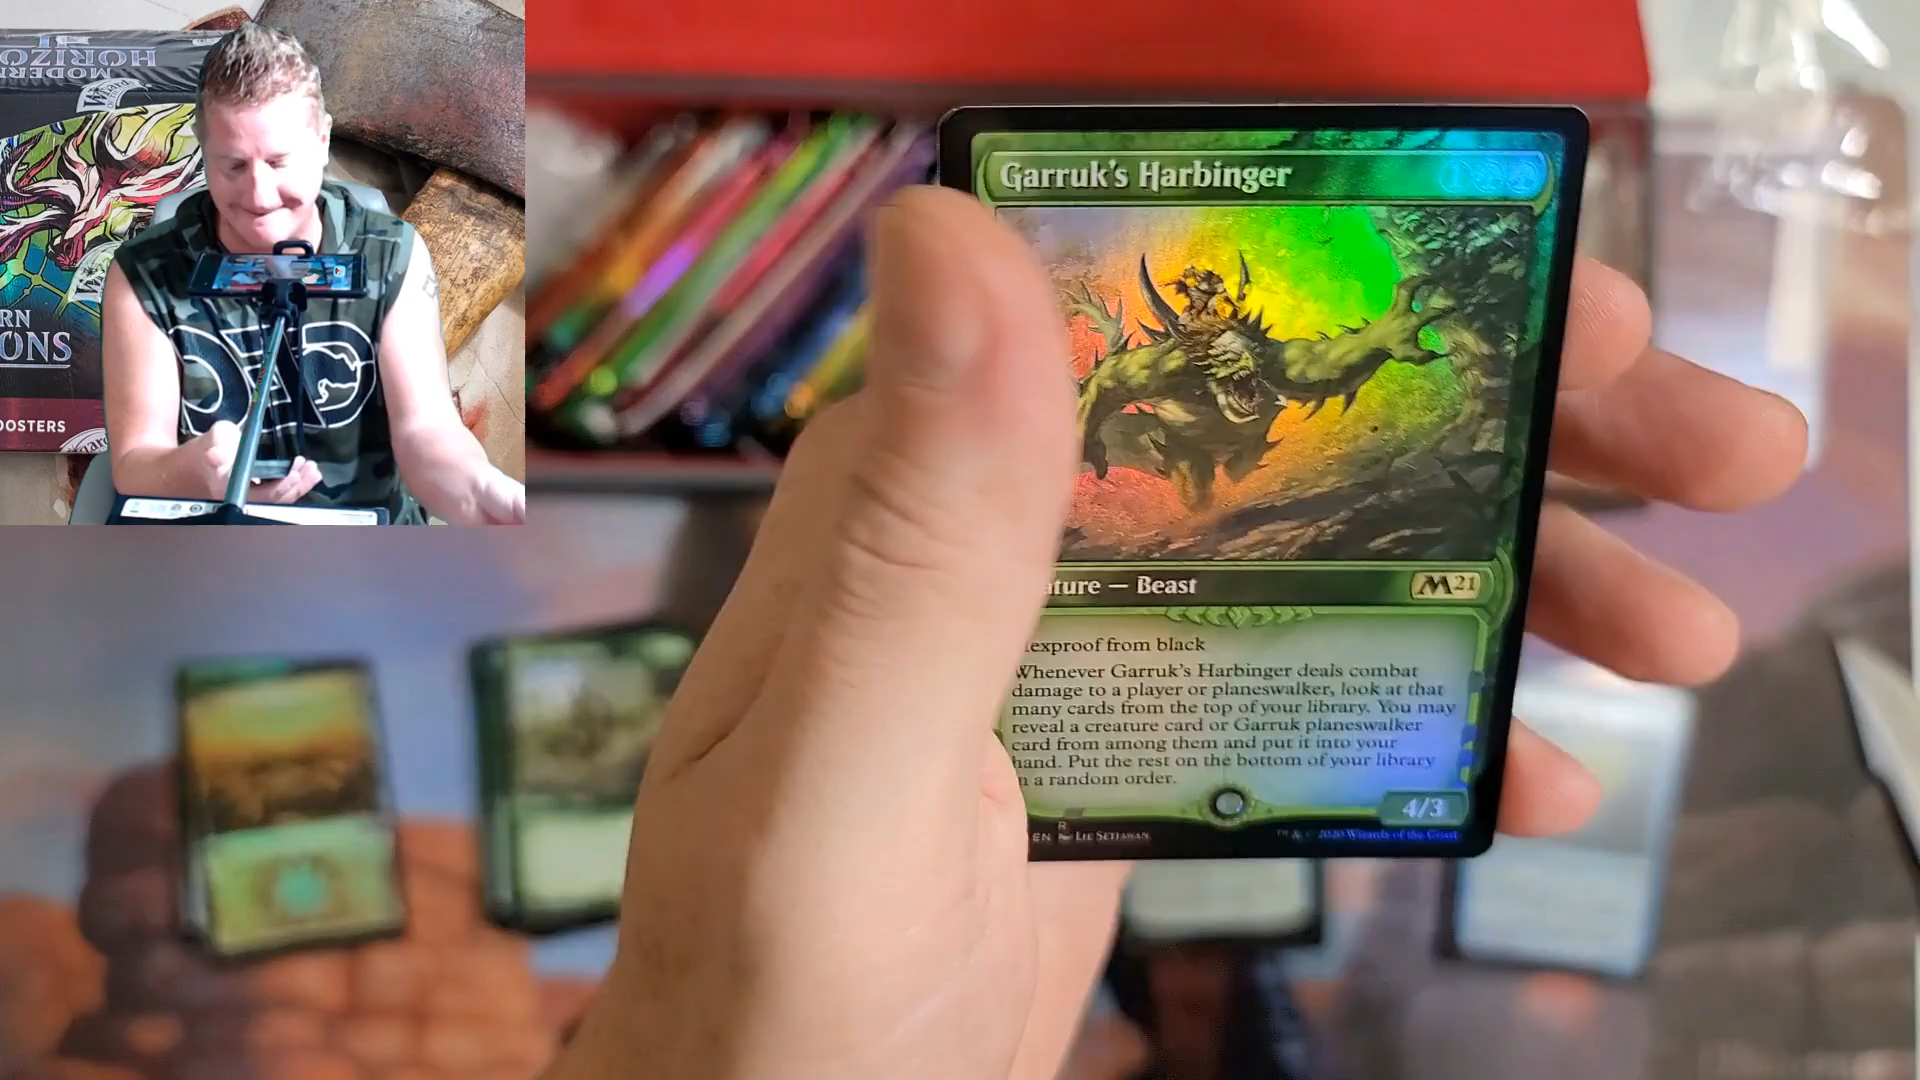 HORIZO
MODERN
RN
ONS
OOSTERS
Garruk's Harbinger
ature — Beast
M21
exproof from black
Whenever Garruk's Harbinger deals combat
damage to a player or planeswalker, look at that
many cards from the top of your library. You may
reveal a creature card or Garruk planeswalker
card from among them and put it into your
hand. Put the rest on the bottom of your library
n a random order.
4/3
R
EN Lie Setiawan
™ & © 2020 Wizards of the Coast